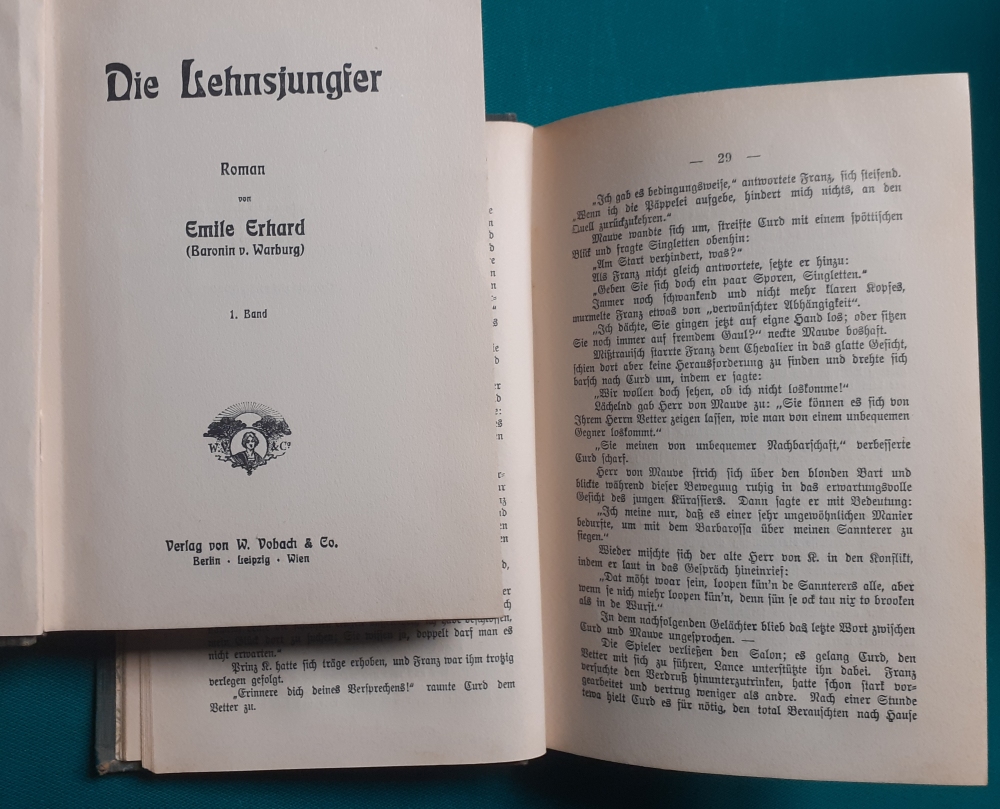 Die Lehnsjungfer
Roman
von
Emile Erhard
(Baronin v. Warburg)
1. Band
W. V. & Co.
Verlag von W. Vobach & Co.
Berlin · Leipzig · Wien
nicht erwarten."
Prinz K. hatte sich träge erhoben, und Franz war ihm trotzig
verlegen gefolgt.
„Erinnere dich deines Versprechens!" raunte Curd dem
Vetter zu.
— 29 —
„Ich gab es bedingungsweise," antwortete Franz, sich steifend.
„Wenn ich die Päppelei aufgebe, hindert mich nichts, an den
Quell zurückzukehren."
Mauve wandte sich um, streifte Curd mit einem spöttischen
Blick und fragte Singletten obenhin:
„Am Start verhindert, was?"
Als Franz nicht gleich antwortete, setzte er hinzu:
„Geben Sie sich doch ein paar Sporen, Singletten."
Immer noch schwankend und nicht mehr klaren Kopfes,
murmelte Franz etwas von „verwünschter Abhängigkeit".
„Ich dächte, Sie gingen jetzt auf eigne Hand los; oder sitzen
Sie noch immer auf fremdem Gaul?" neckte Mauve boshaft.
Mißtrauisch starrte Franz dem Chevalier in das glatte Gesicht,
schien dort aber keine Herausforderung zu finden und drehte sich
barsch nach Curd um, indem er sagte:
„Wir wollen doch sehen, ob ich nicht loskomme!"
Lächelnd gab Herr von Mauve zu: „Sie können es sich von
Ihrem Herrn Vetter zeigen lassen, wie man von einem unbequemen
Gegner loskommt."
„Sie meinen von unbequemer Nachbarschaft," verbesserte
Curd scharf.
Herr von Mauve strich sich über den blonden Bart und
blickte während dieser Bewegung ruhig in das erwartungsvolle
Gesicht des jungen Kürassiers. Dann sagte er mit Bedeutung:
„Ich meine nur, daß es einer sehr ungewöhnlichen Manier
bedurfte, um mit dem Barbarossa über meinen Sannterer zu
siegen."
Wieder mischte sich der alte Herr von K. in den Konflikt,
indem er laut in das Gespräch hineinrief:
„Dat möht woar sein, loopen kün'n de Sannterers alle, aber
wenn se nich miehr loopen kün'n, denn sün se ock tau nix to brooken
als in de Wurst."
In dem nachfolgenden Gelächter blieb das letzte Wort zwischen
Curd und Mauve ungesprochen. —
Die Spieler verließen den Salon; es gelang Curd, den
Vetter mit sich zu führen, Lance unterstützte ihn dabei. Franz
versuchte den Verdruß hinunterzutrinken, hatte schon stark vor-
gearbeitet und vertrug weniger als andre. Nach einer Stunde
etwa hielt Curd es für nötig, den total Berauschten nach Hause